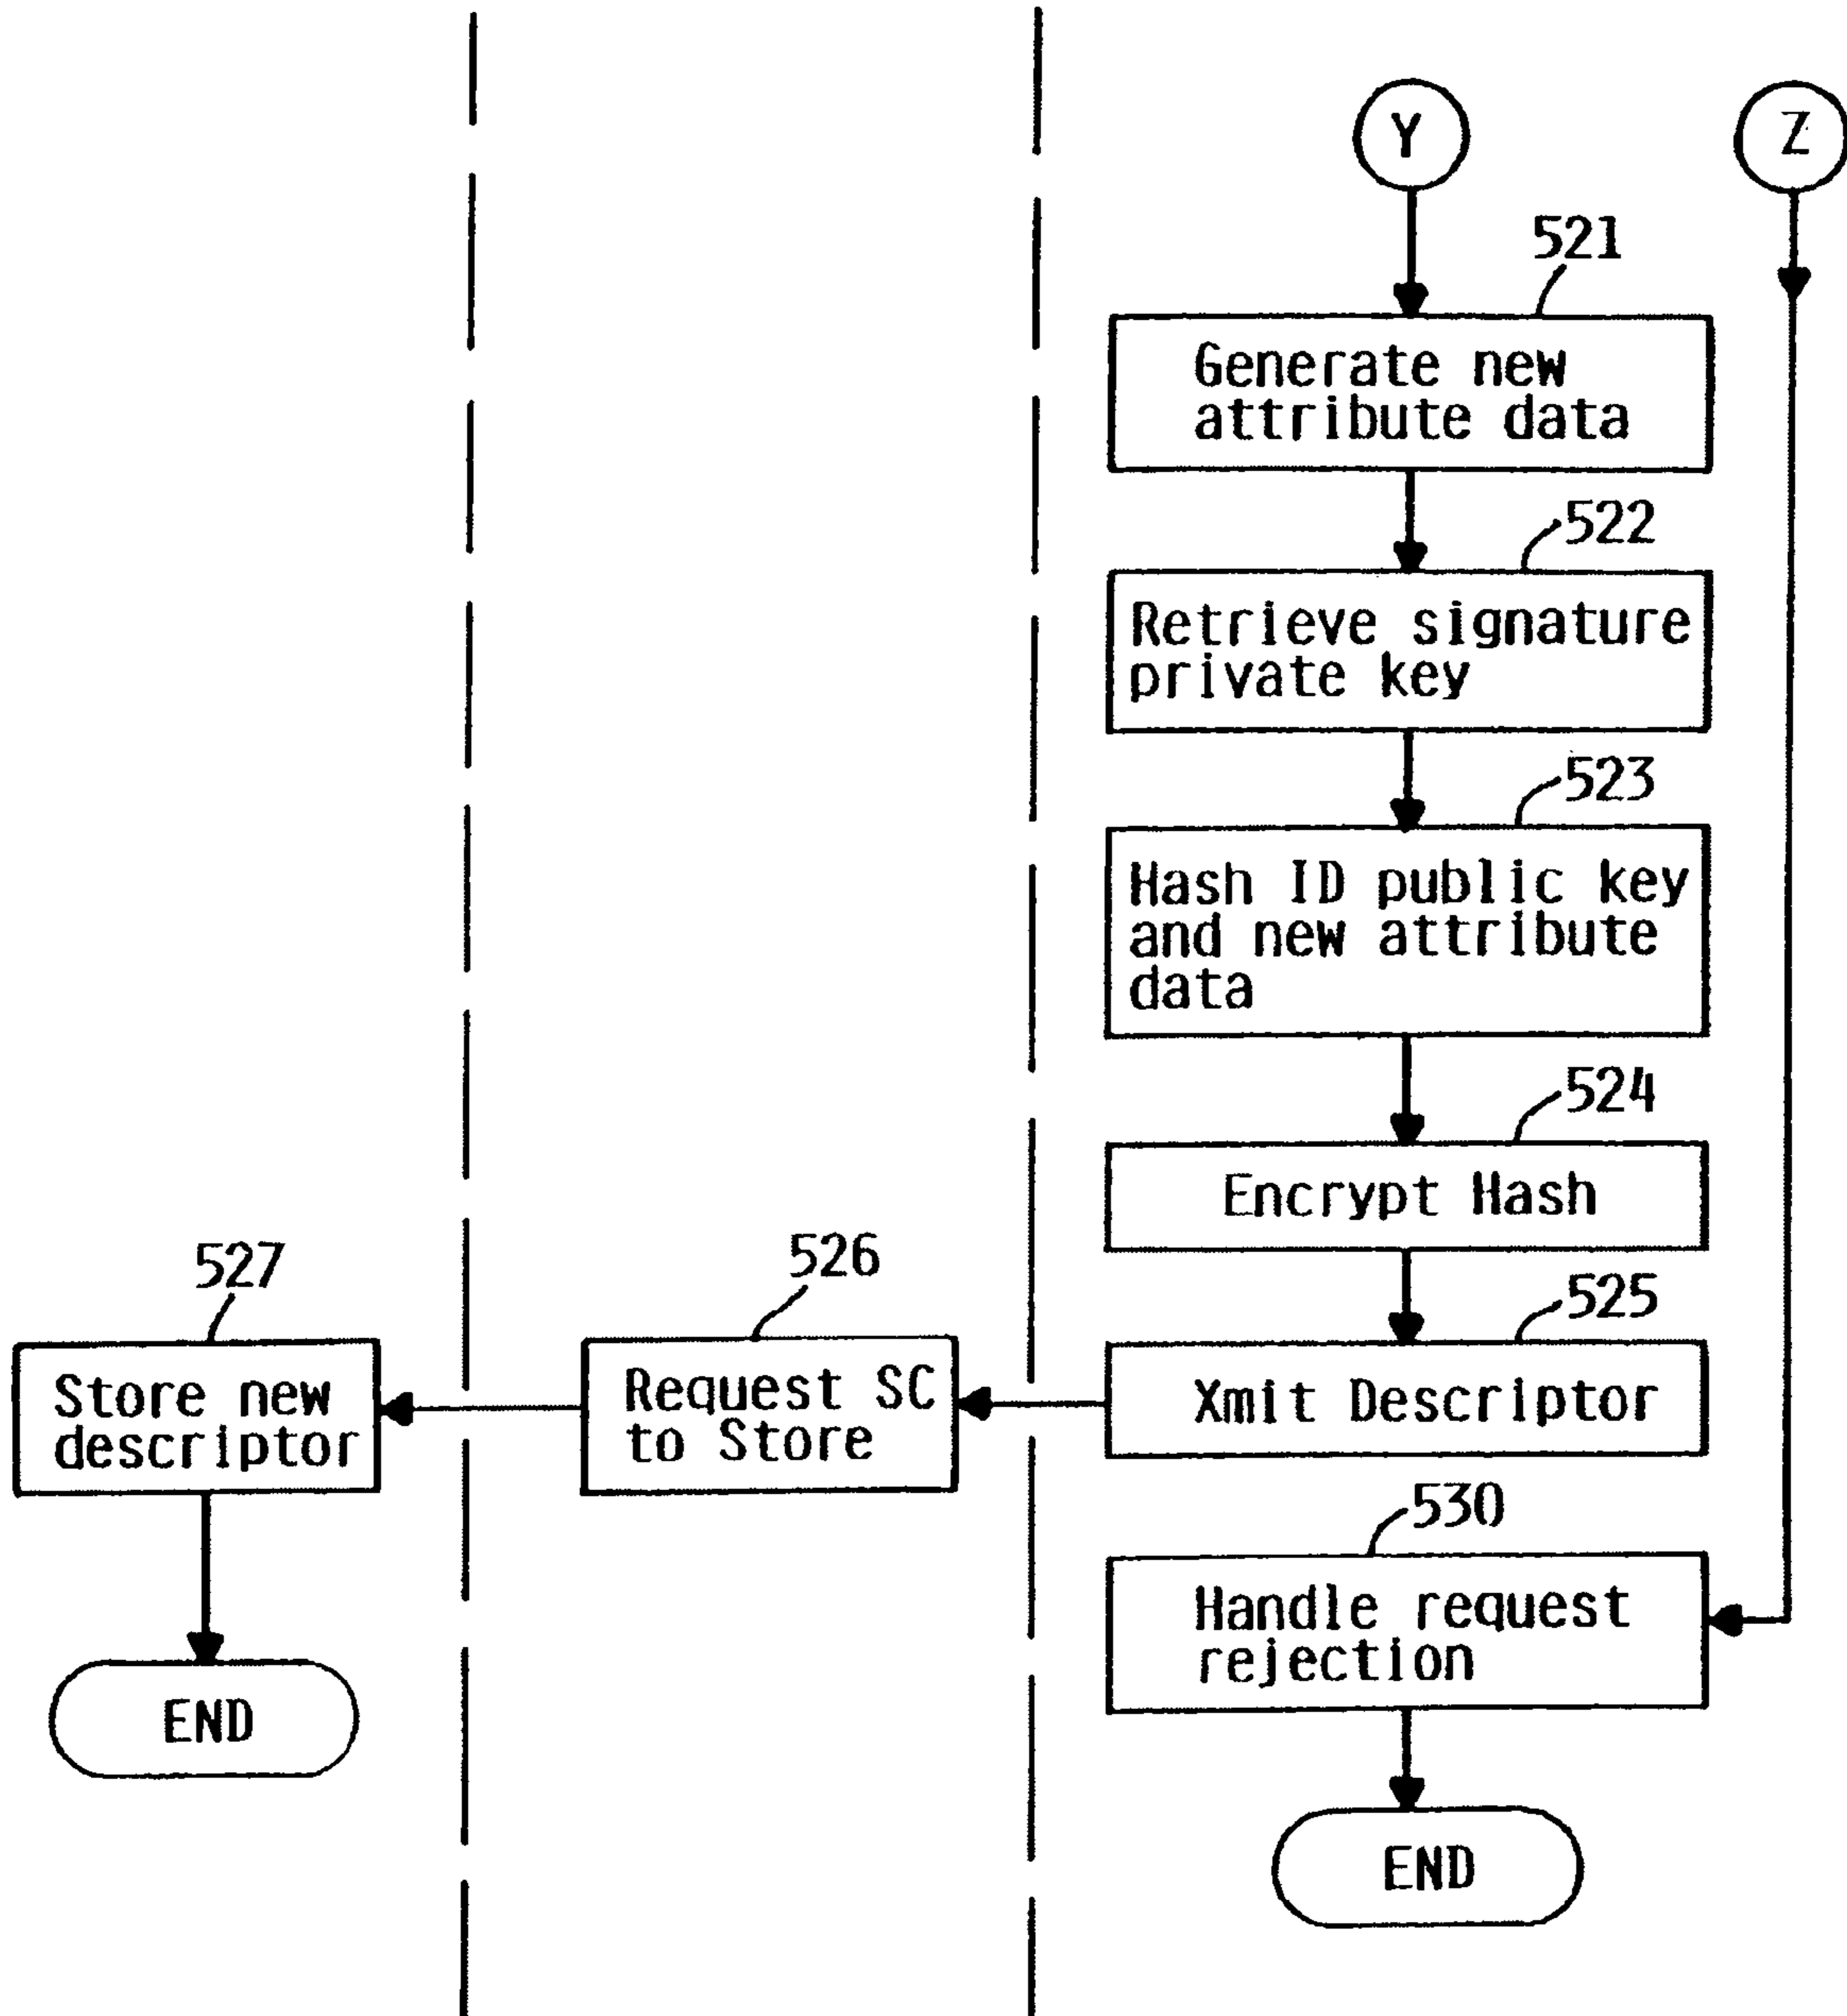 Y
Z
521
Generate new
attribute data
522
Retrieve signature
private key
523
Hash ID public key
and new attribute
data
524
Encrypt Hash
525
Xmit Descriptor
526
Request SC
to Store
527
Store new
descriptor
END
530
Handle request
rejection
END